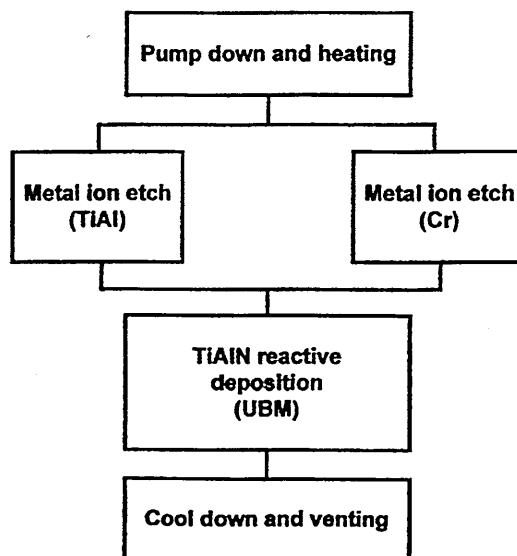 Pump down and heating
Metal ion etch
(TiAl)
Metal ion etch
(Cr)
TiAlN reactive
deposition
(UBM)
Cool down and venting